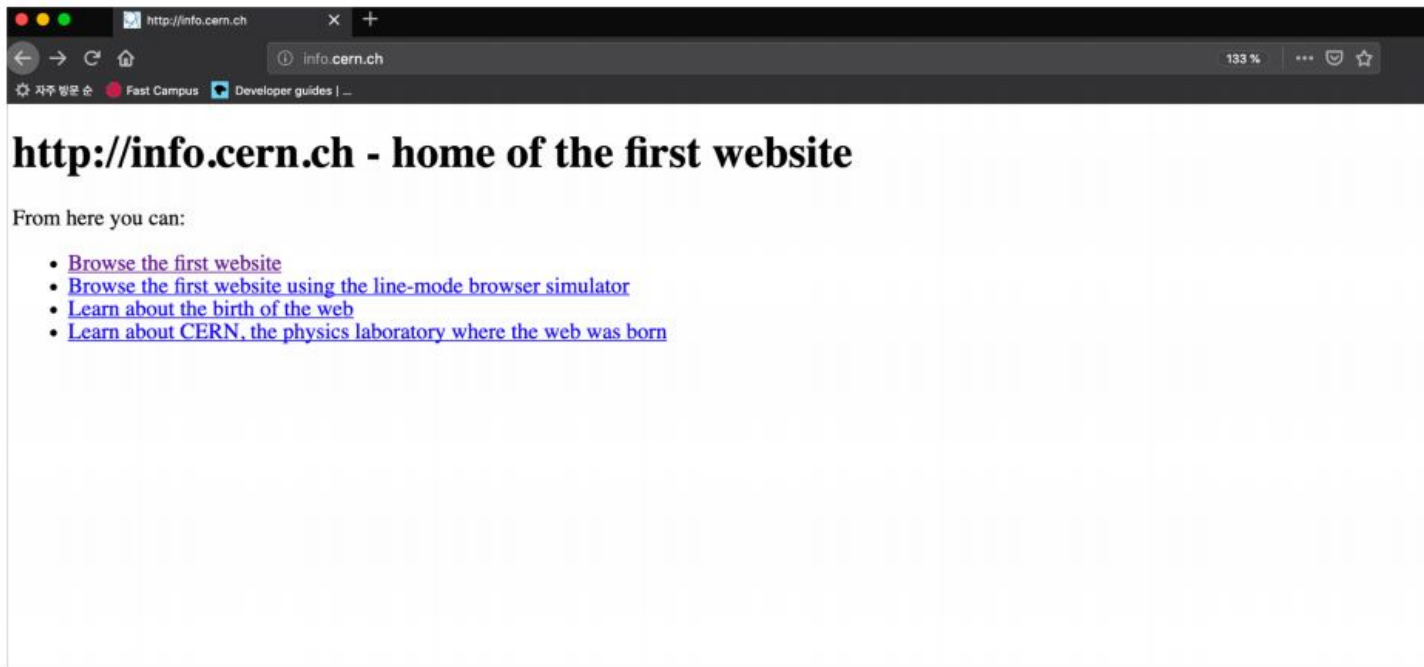 http://info.cern.ch
info.cern.ch
133 %
자주 방문 순 Fast Campus Developer guides | ...
http://info.cern.ch - home of the first website
From here you can:
• Browse the first website
• Browse the first website using the line-mode browser simulator
• Learn about the birth of the web
• Learn about CERN, the physics laboratory where the web was born